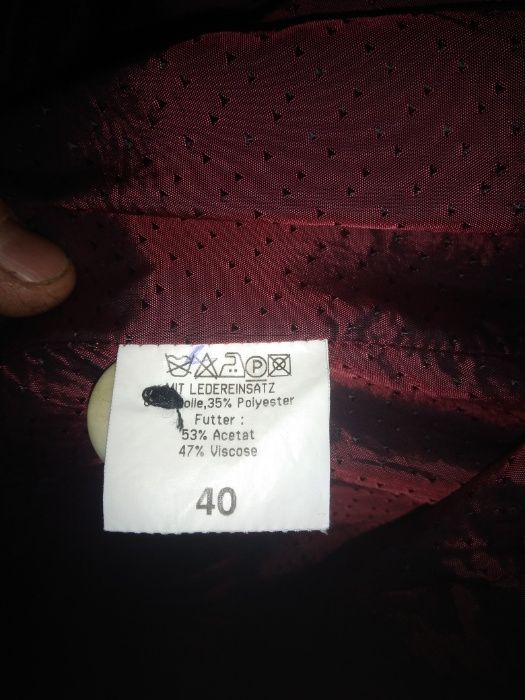 P
MIT LEDEREINSATZ
35% Polyester
Futter :
53% Acetat
47% Viscose
40